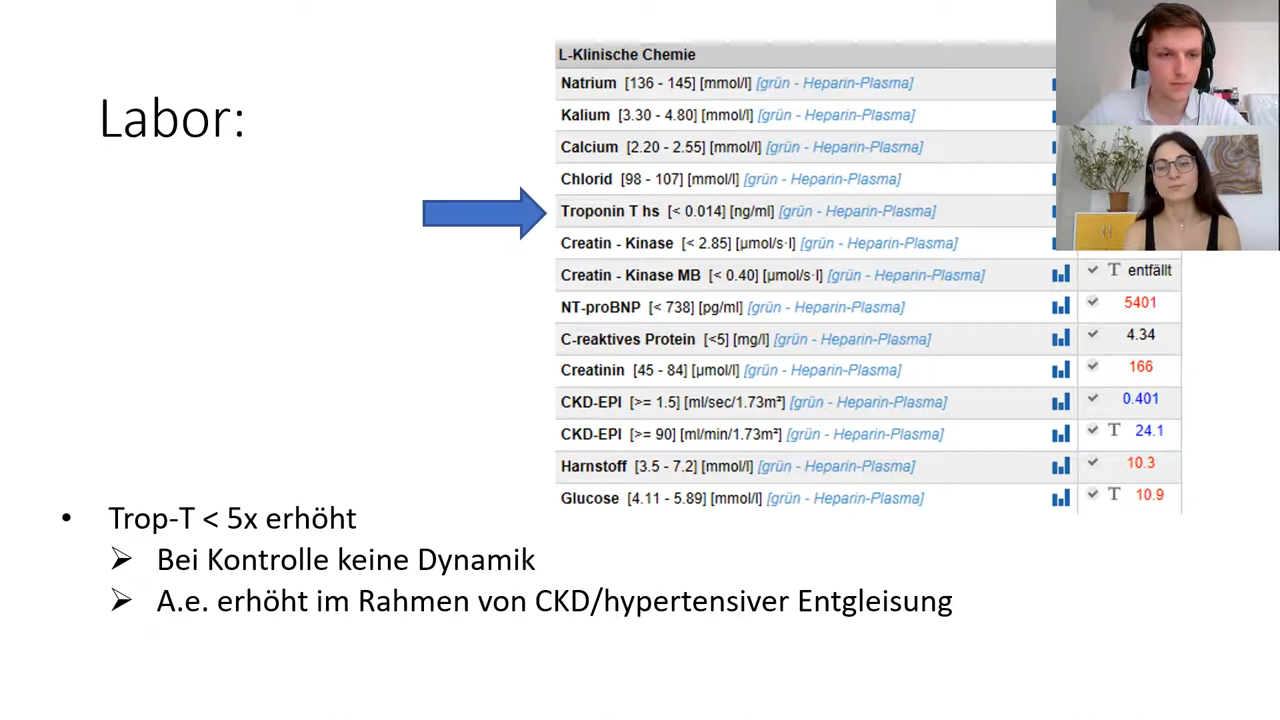 Labor:
L-Klinische Chemie
Natrium [136 - 145] [mmol/l] [grün - Heparin-Plasma]
Kalium [3.30 - 4.80] [mmol/l] [grün - Heparin-Plasma]
Calcium [2.20 - 2.55] [mmol/l] [grün - Heparin-Plasma]
Chlorid [98 - 107] [mmol/l] [grün - Heparin-Plasma]
Troponin T hs [< 0.014] [ng/ml] [grün - Heparin-Plasma]
Creatin - Kinase [< 2.85] [µmol/s·l] [grün - Heparin-Plasma]
Creatin - Kinase MB [< 0.40] [µmol/s·l] [grün - Heparin-Plasma] T entfällt
NT-proBNP [< 738] [pg/ml] [grün - Heparin-Plasma] 5401
C-reaktives Protein [<5] [mg/l] [grün - Heparin-Plasma] 4.34
Creatinin [45 - 84] [µmol/l] [grün - Heparin-Plasma] 166
CKD-EPI [>= 1.5] [ml/sec/1.73m²] [grün - Heparin-Plasma] 0.401
CKD-EPI [>= 90] [ml/min/1.73m²] [grün - Heparin-Plasma] T 24.1
Harnstoff [3.5 - 7.2] [mmol/l] [grün - Heparin-Plasma] 10.3
Glucose [4.11 - 5.89] [mmol/l] [grün - Heparin-Plasma] T 10.9
• Trop-T < 5x erhöht
➢ Bei Kontrolle keine Dynamik
➢ A.e. erhöht im Rahmen von CKD/hypertensiver Entgleisung